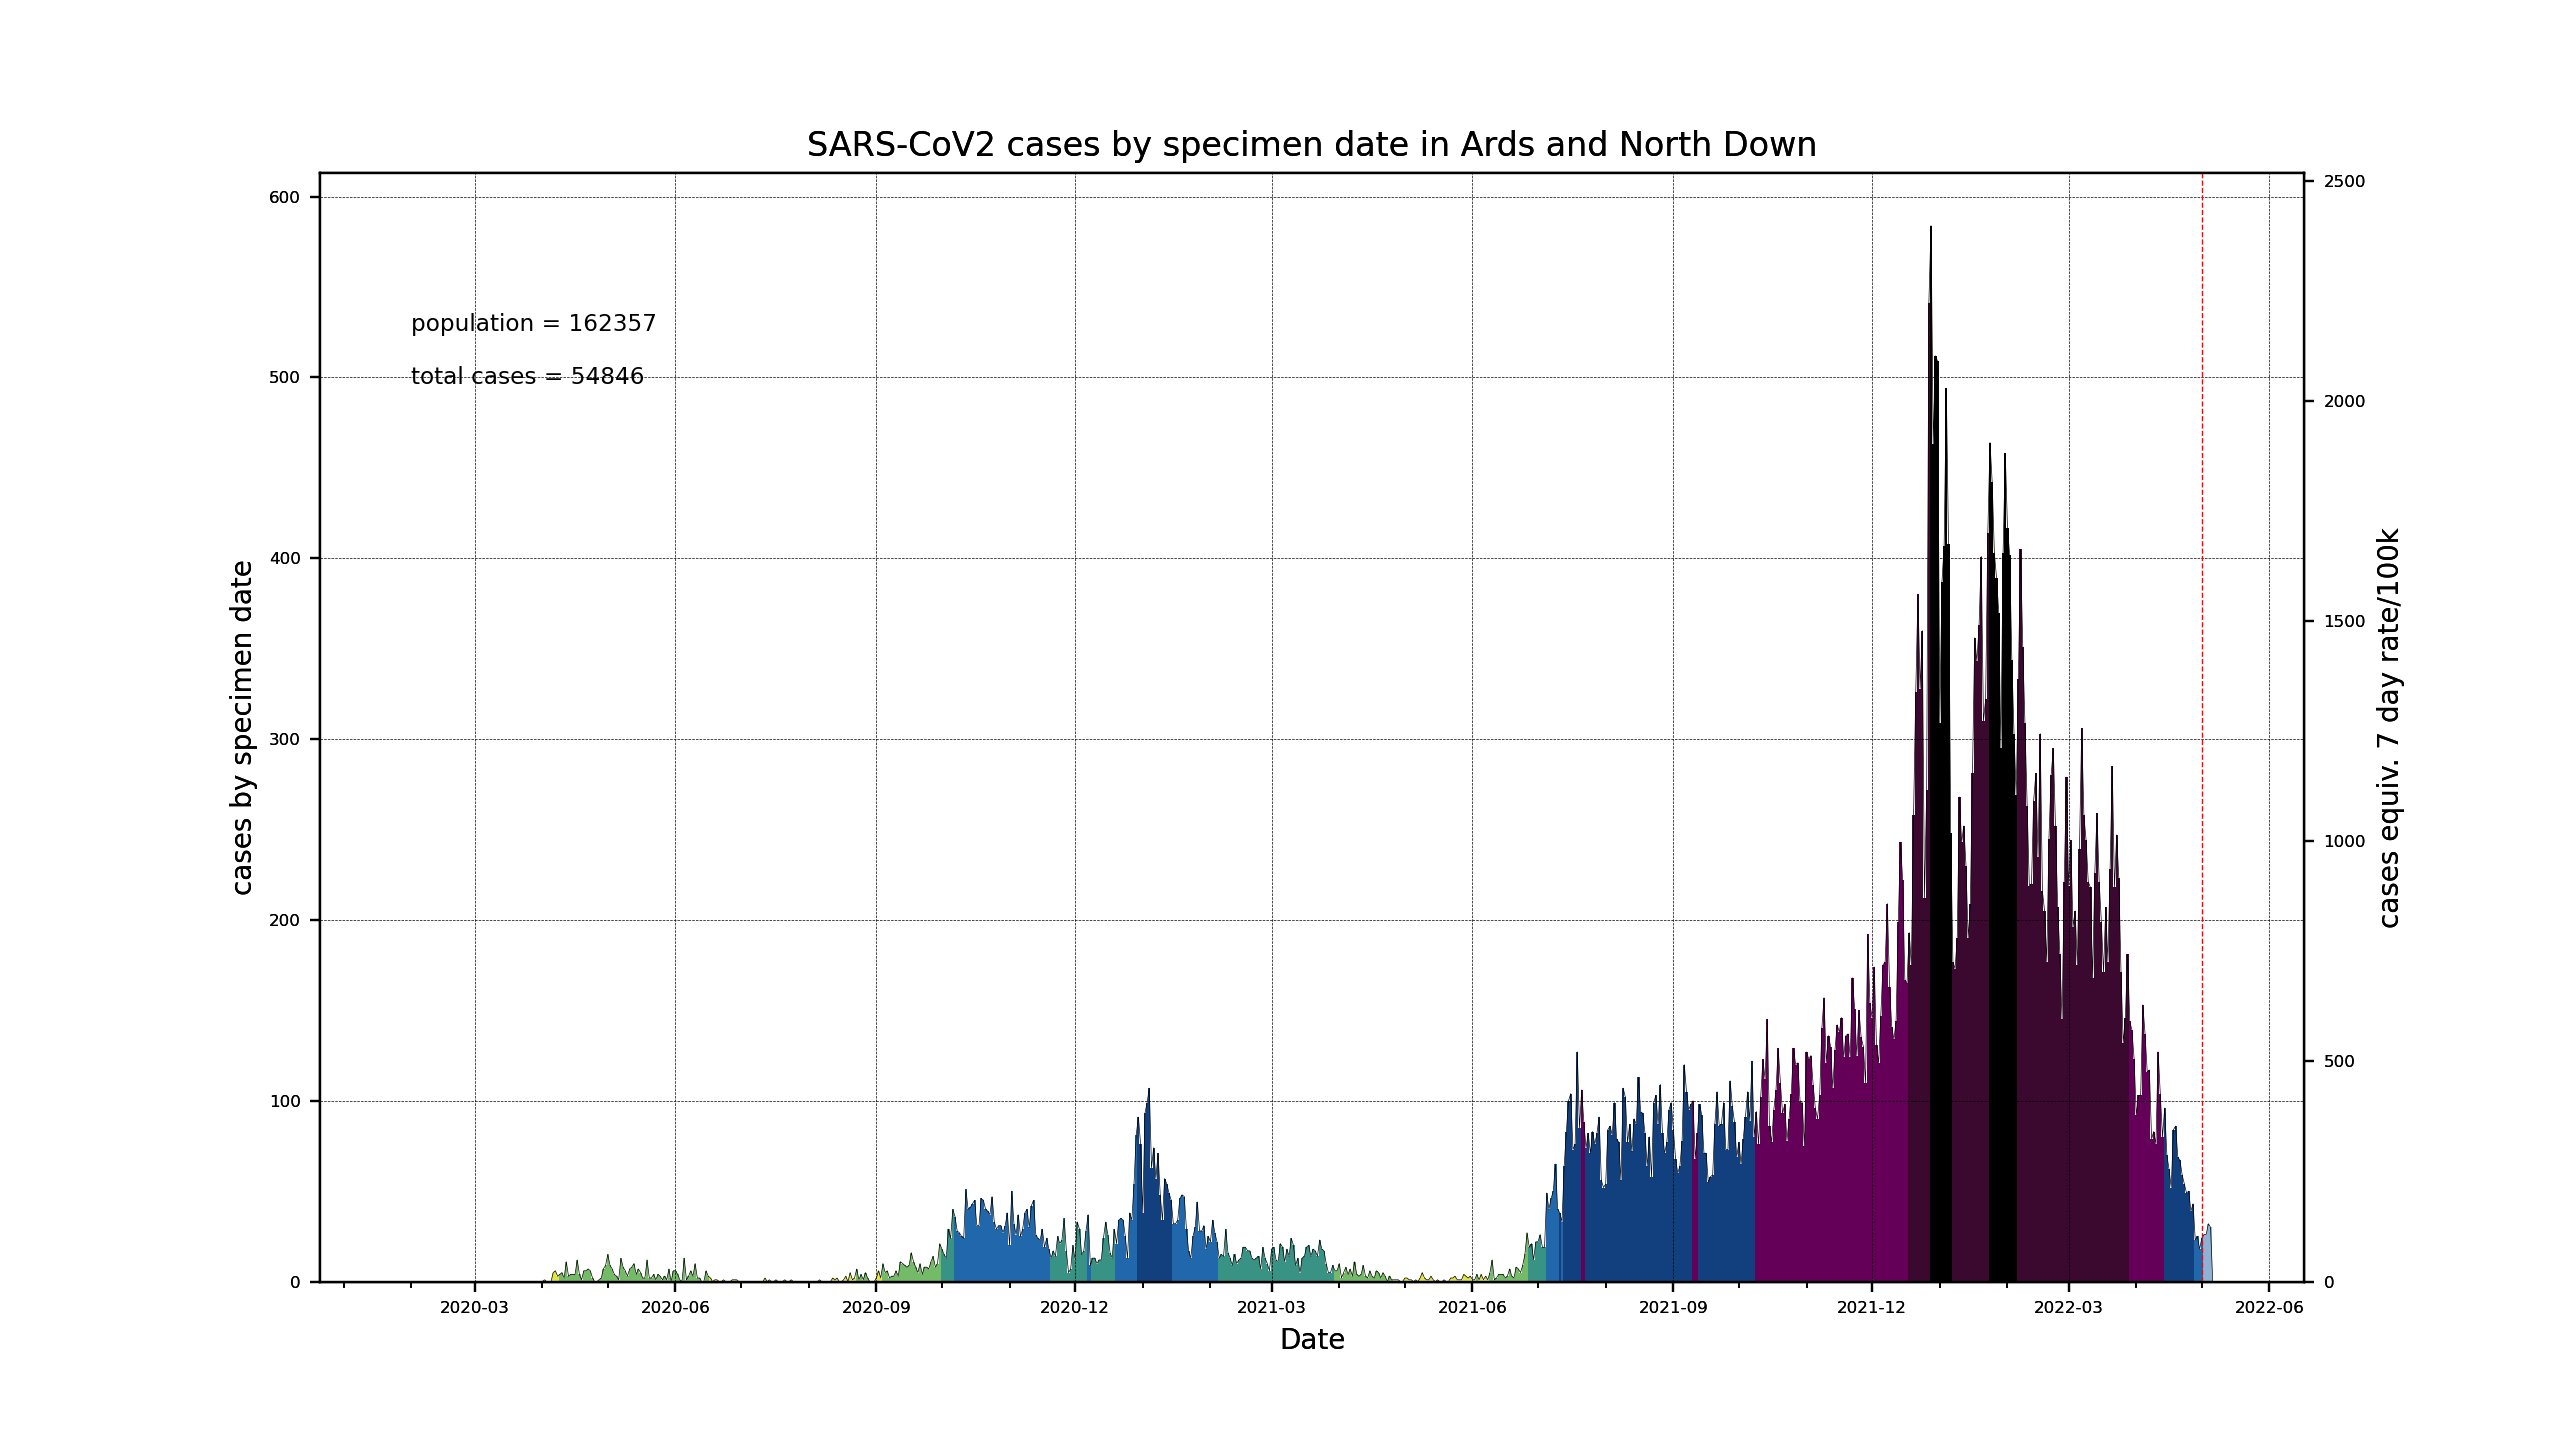 SARS-CoV2 cases by specimen date in Ards and North Down
population = 162357
total cases = 54846
cases by specimen date
600
500
400
300
200
100
0
2500
2000
1500
1000
500
0
cases equiv. 7 day rate/100k
2020-03 2020-06 2020-09 2020-12 2021-03 2021-06 2021-09 2021-12 2022-03 2022-06
Date